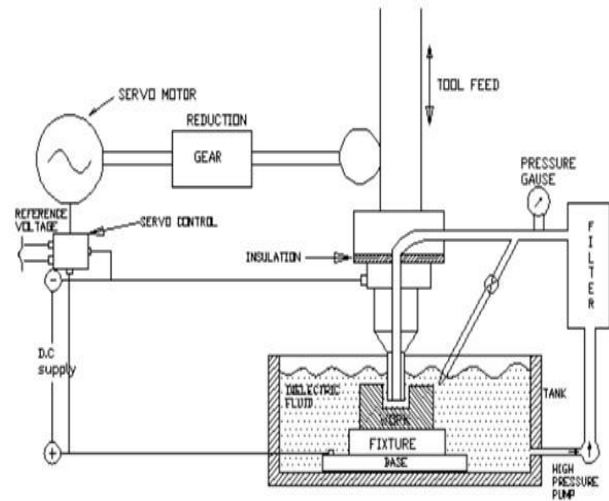 SERVO MOTOR
REDUCTION
GEAR
TOOL FEED
PRESSURE
GAUSE
REFERENCE
VOLTAGE
SERVO CONTROL
INSULATION
FILTER
-
D.C
supply
+
DIELECTRIC
FLUID
WORK
FIXTURE
BASE
TANK
HIGH
PRESSURE
PUMP